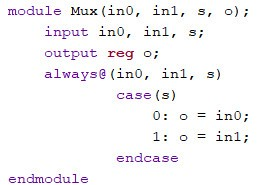 module Mux(in0, in1, s, o);
    input in0, in1, s;
    output reg o;
    always@(in0, in1, s)
            case(s)
                0: o = in0;
                1: o = in1;
            endcase
endmodule